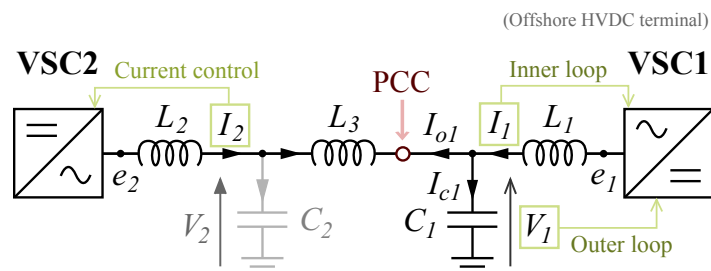 (Offshore HVDC terminal)
VSC2
Current control
PCC
Inner loop
VSC1
L2
I2
L3
Io1
I1
L1
e2
Ic1
e1
V2
C2
C1
V1
Outer loop